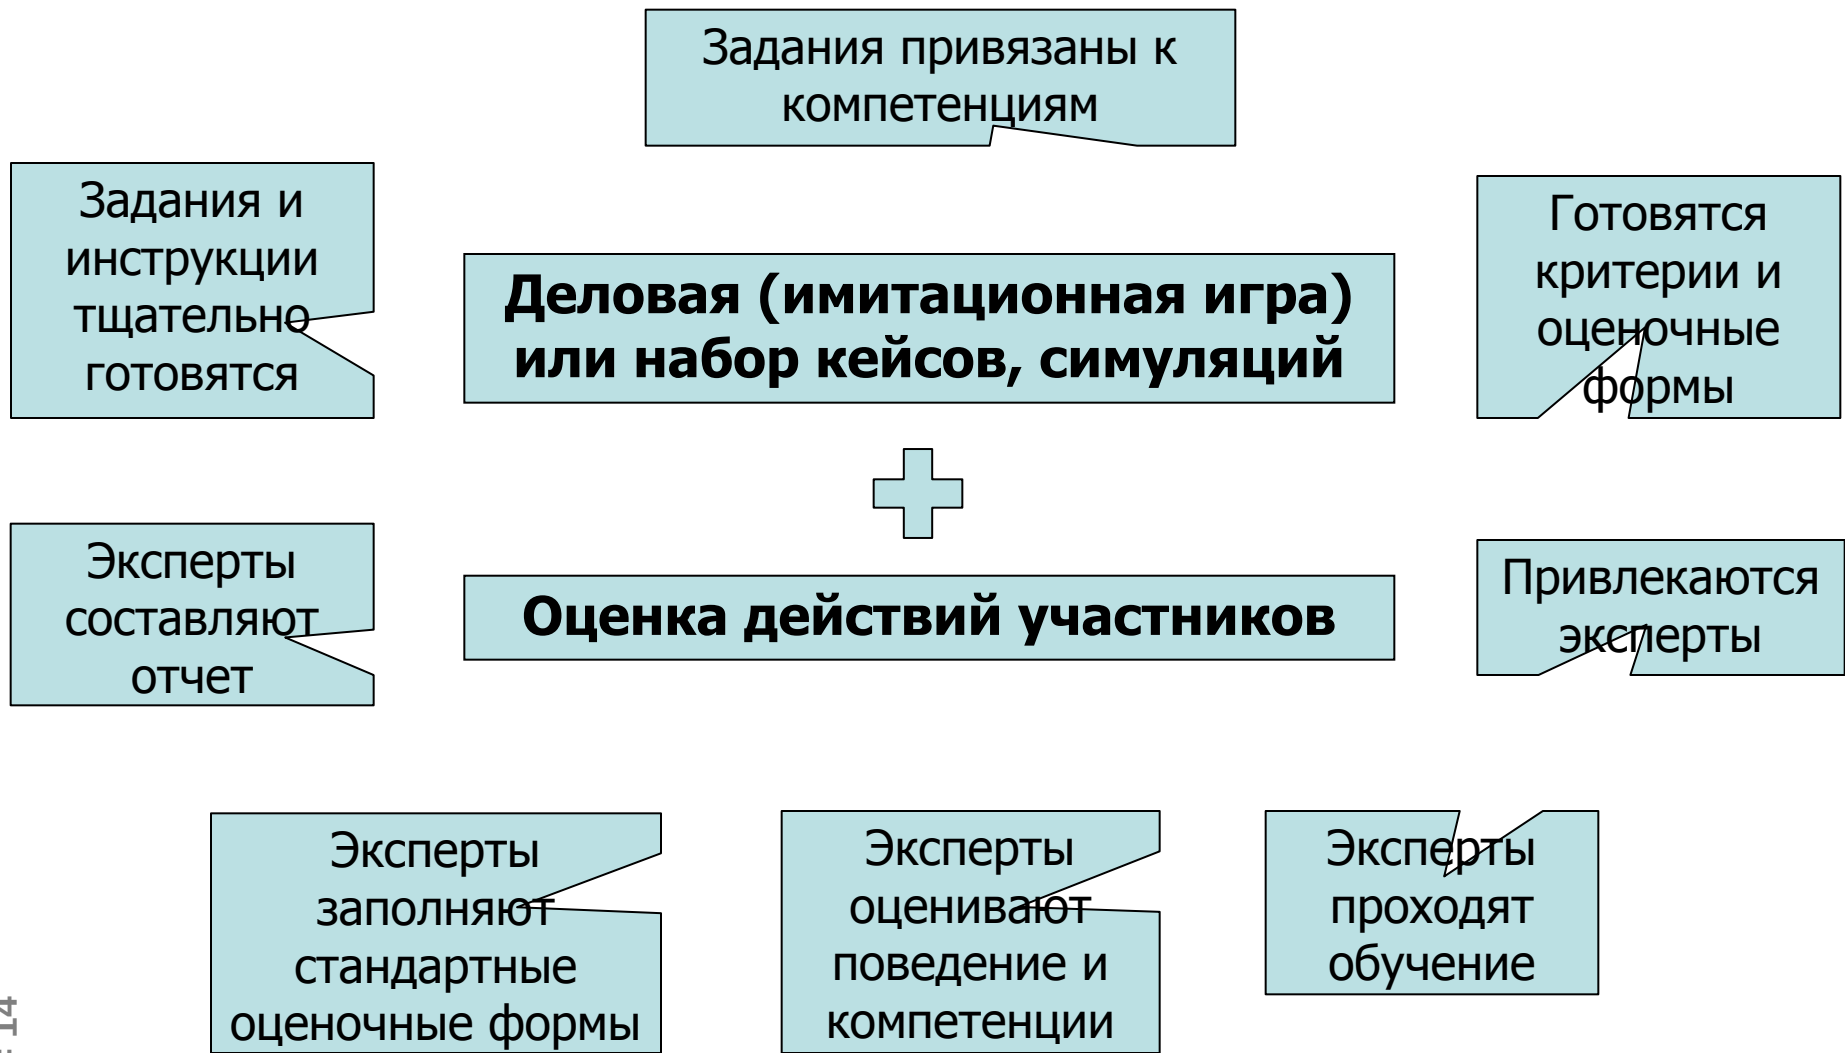 Задания привязаны к
компетенциям
Задания и
инструкции
тщательно
готовятся
Деловая (имитационная игра)
или набор кейсов, симуляций
Готовятся
критерии и
оценочные
формы
Эксперты
составляют
отчет
Оценка действий участников
Привлекаются
эксперты
Эксперты
заполняют
стандартные
оценочные формы
Эксперты
оценивают
поведение и
компетенции
Эксперты
проходят
обучение
14